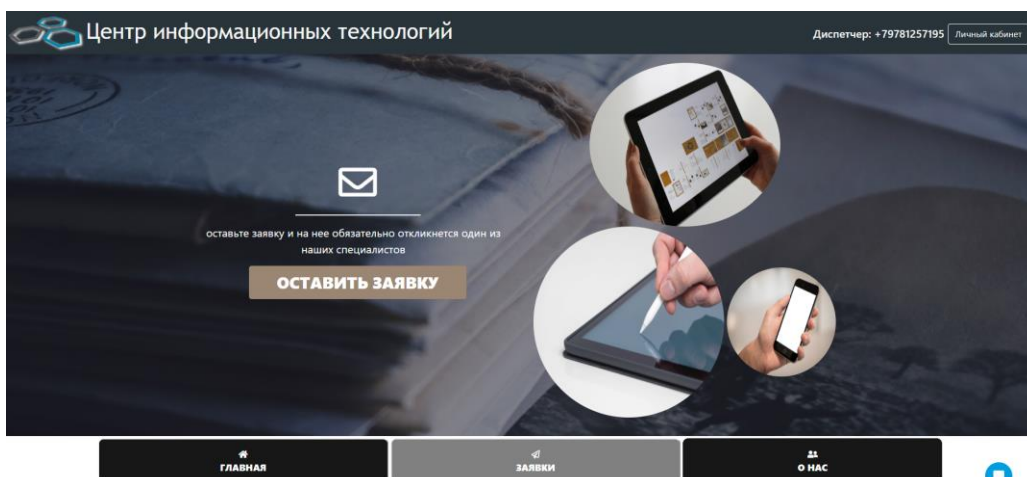 Центр информационных технологий
Диспетчер: +79781257195 Личный кабинет
оставьте заявку и на нее обязательно откликнется один из
наших специалистов
ОСТАВИТЬ ЗАЯВКУ
ГЛАВНАЯ
ЗАЯВКИ
О НАС